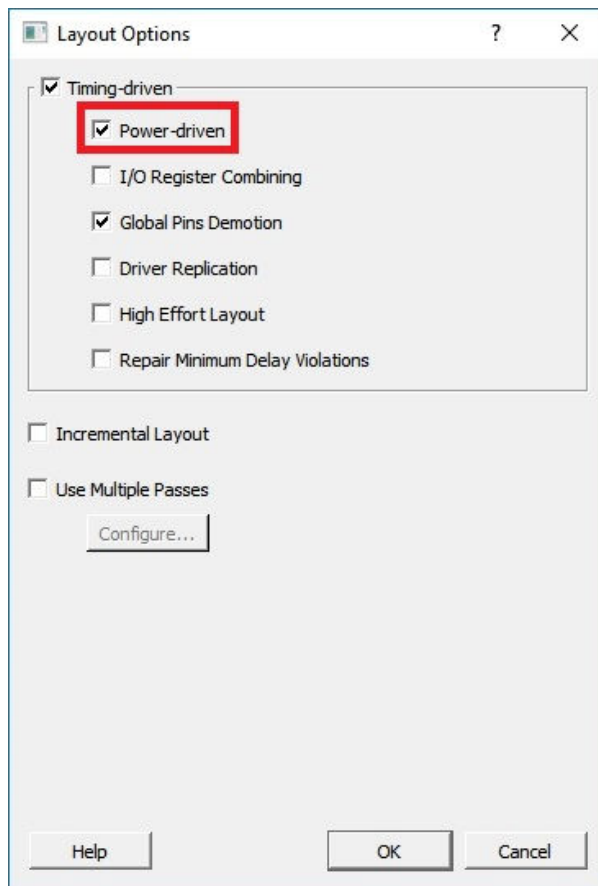 Layout Options
?
Timing-driven
Power-driven
I/O Register Combining
Global Pins Demotion
Driver Replication
High Effort Layout
Repair Minimum Delay Violations
Incremental Layout
Use Multiple Passes
Configure...
Help OK Cancel